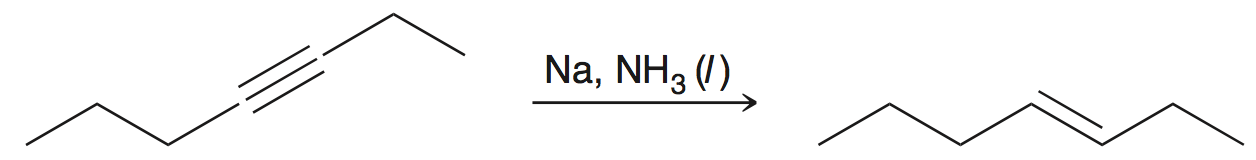 Na, NH₃ (l)